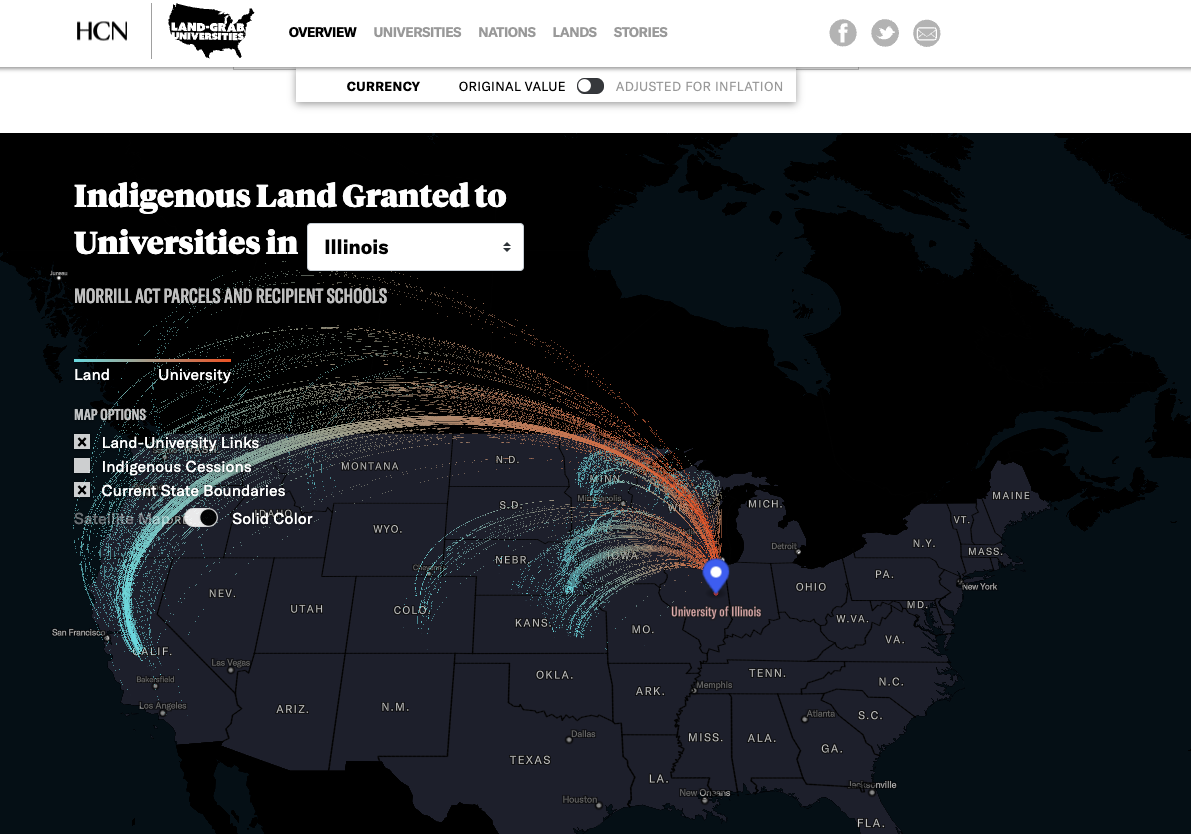 HCN
LAND-GRAB
UNIVERSITIES
OVERVIEW UNIVERSITIES NATIONS LANDS STORIES
CURRENCY ORIGINAL VALUE ADJUSTED FOR INFLATION
Indigenous Land Granted to
Universities in Illinois
Juneau
MORRILL ACT PARCELS AND RECIPIENT SCHOOLS
Land University
MAP OPTIONS
Land-University Links
Indigenous Cessions
Current State Boundaries
Satellite Map Solid Color
WASH.
MONTANA
N.D.
MINN.
Minneapolis
S.D.
IDAHO
WYO.
MICH.
MAINE
VT.
N.Y.
MASS.
Detroit
NEBR.
IOWA
Cheyenne
PA.
OHIO
New York
NEV.
UTAH
COLO.
MD.
University of Illinois
W.VA.
KANS.
MO.
San Francisco
VA.
CALIF.
Las Vegas
OKLA.
TENN.
N.C.
Bakersfield
Memphis
ARK.
Los Angeles
ARIZ.
N.M.
Atlanta
S.C.
Dallas
MISS.
ALA.
GA.
TEXAS
LA.
Jacksonville
New Orleans
Houston
FLA.